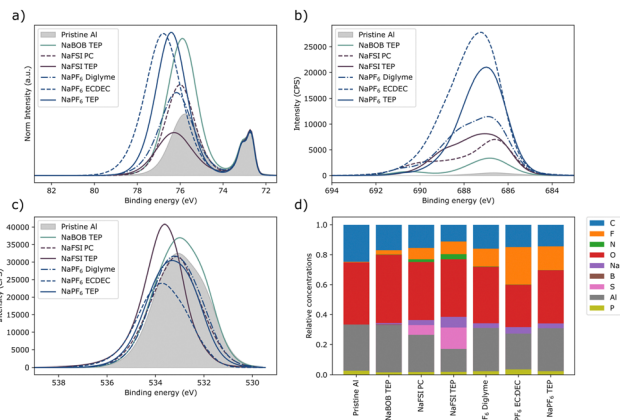 a)
Pristine Al
NaBOB TEP
NaFSI PC
NaFSI TEP
NaPF6 Diglyme
NaPF6 ECDEC
NaPF6 TEP
Norm Intensity (a.u.)
82 80 78 76 74 72
Binding energy (eV)
b)
Pristine Al
NaBOB TEP
NaFSI PC
NaFSI TEP
NaPF6 Diglyme
NaPF6 ECDEC
NaPF6 TEP
Intensity (CPS)
25000
20000
15000
10000
5000
0
694 692 690 688 686 684
Binding energy (eV)
c)
Pristine Al
NaBOB TEP
NaFSI PC
NaFSI TEP
NaPF6 Diglyme
NaPF6 ECDEC
NaPF6 TEP
40000
35000
30000
25000
20000
15000
10000
5000
0
538 536 534 532 530
Binding energy (eV)
d)
Relative concentrations
1.0
0.8
0.6
0.4
0.2
0.0
C
F
N
O
Na
B
S
Al
P
Pristine Al
NaBOB TEP
NaFSI PC
NaFSI TEP
F6 Diglyme
PF6 EC:DEC
NaPF6 TEP